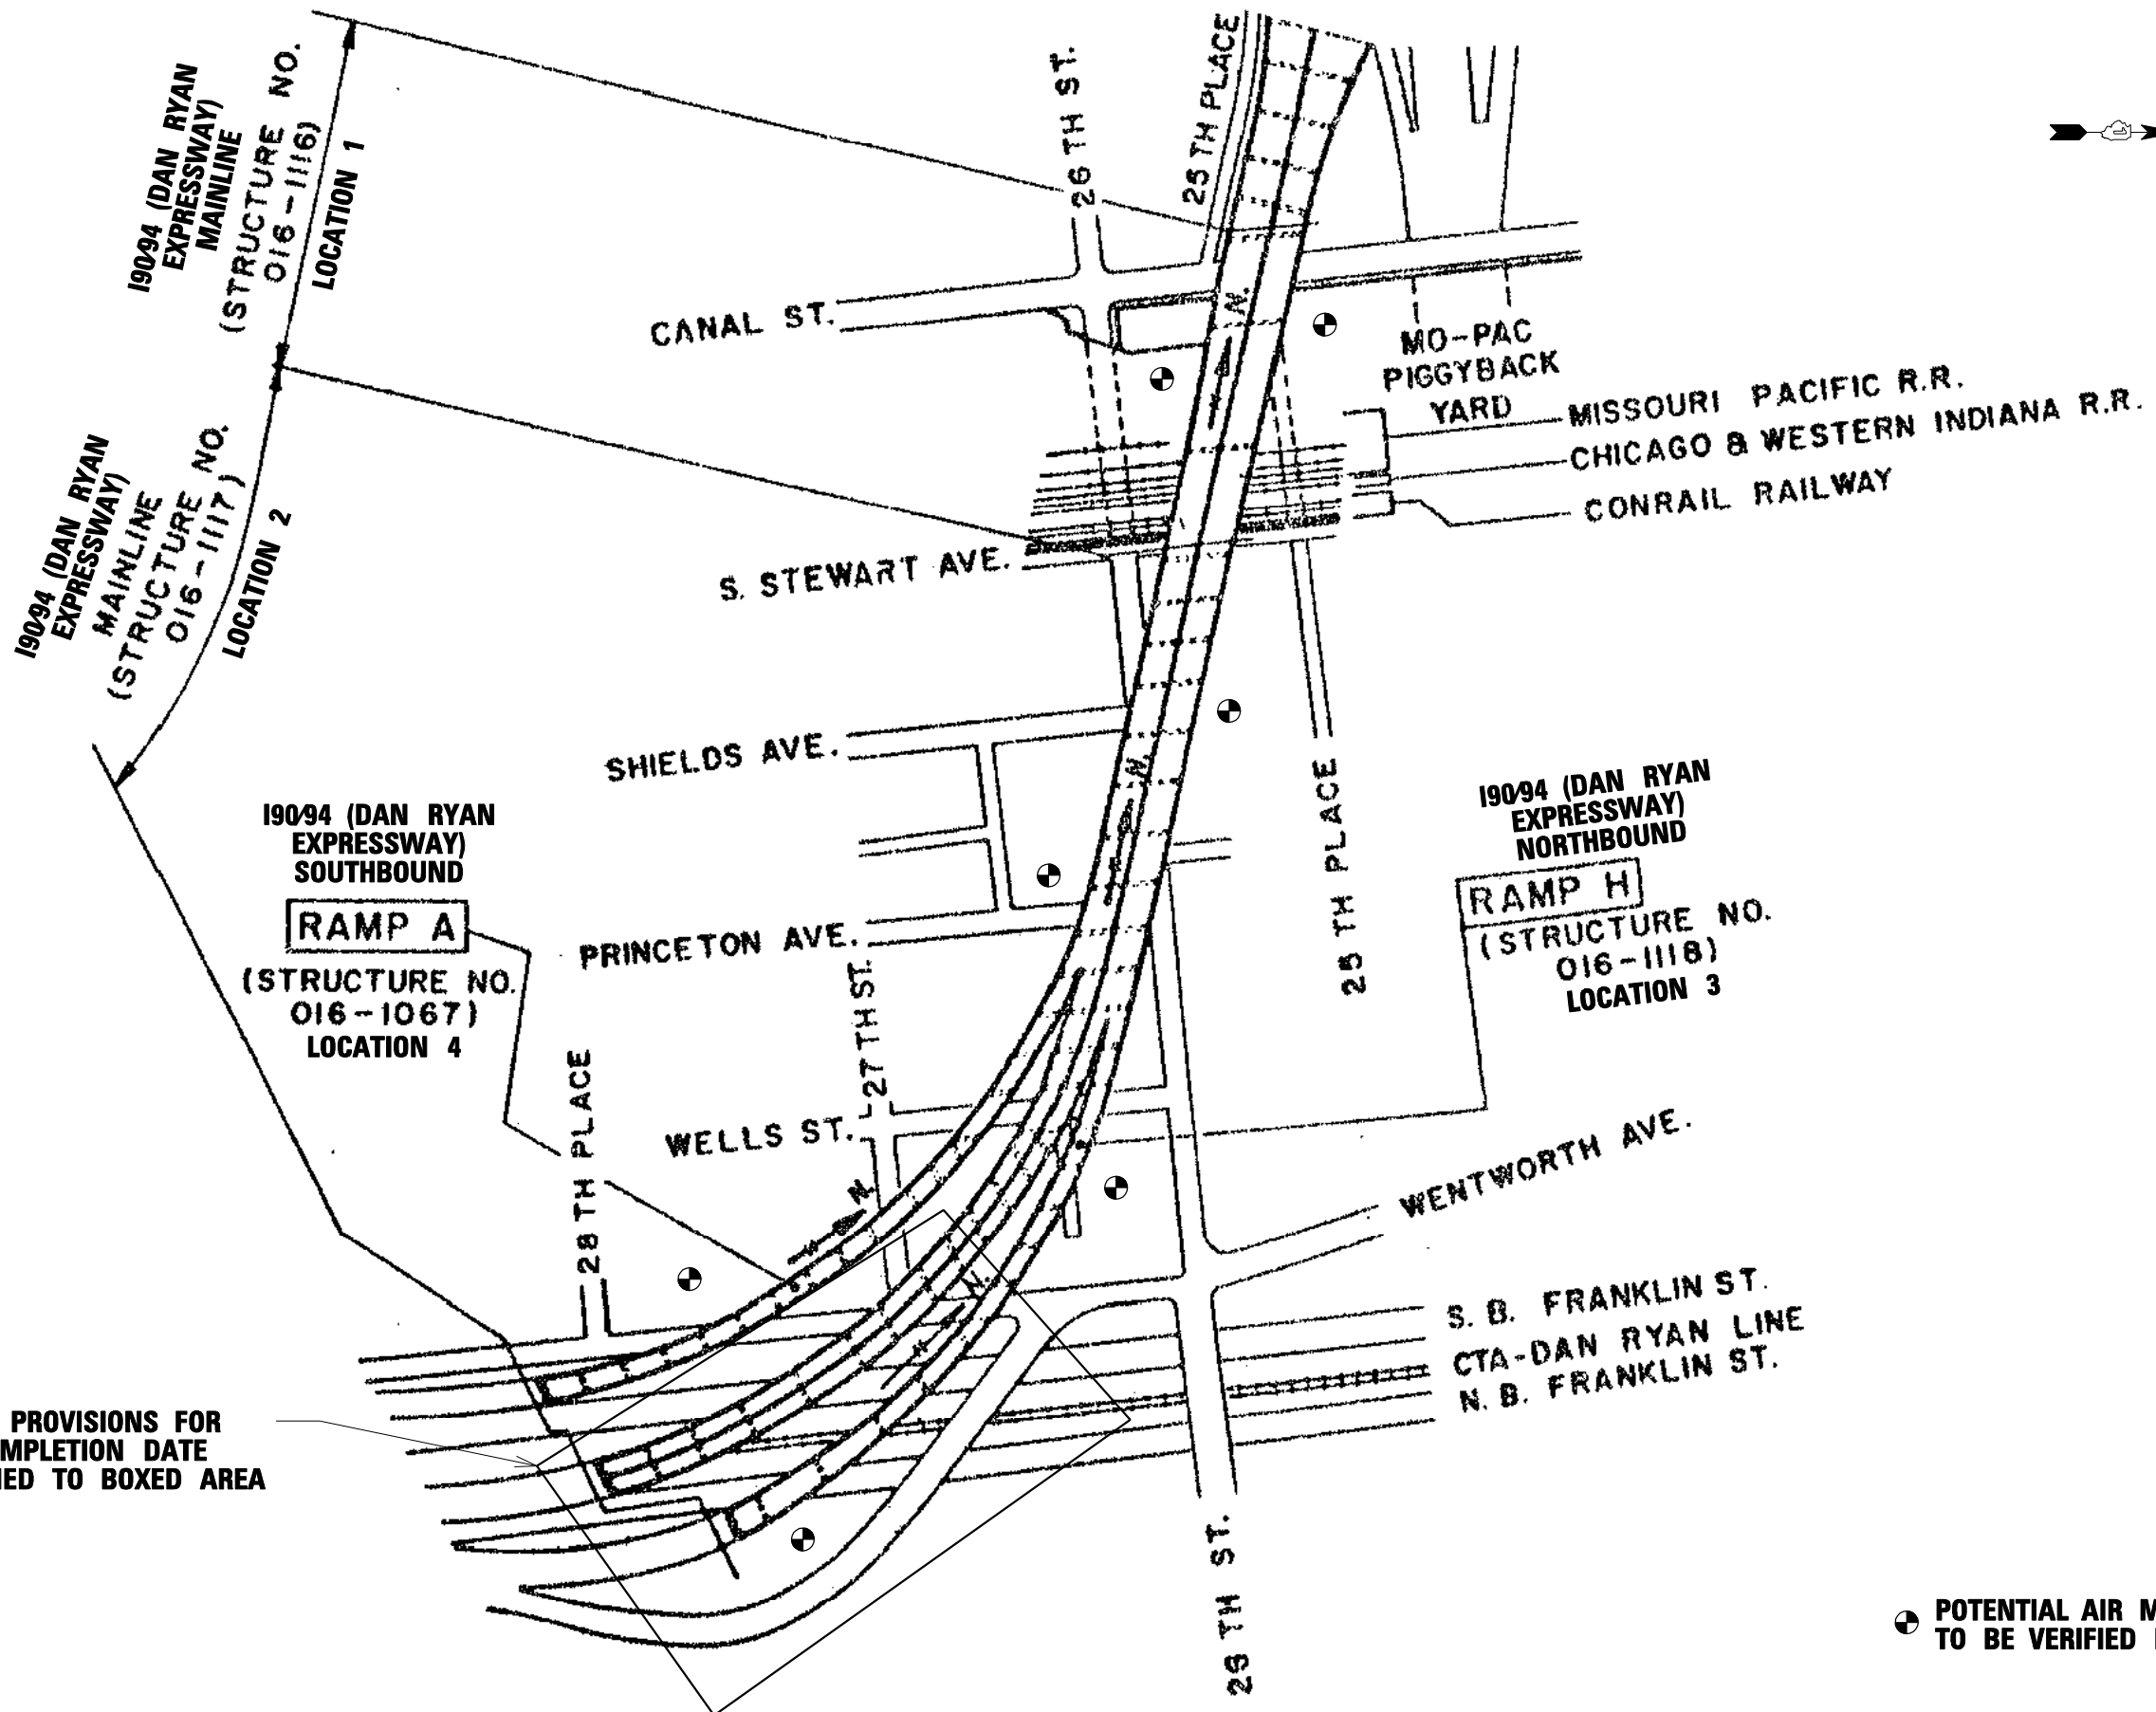 I90/94 (DAN RYAN
EXPRESSWAY)
MAINLINE
(STRUCTURE NO.
016-1116)
LOCATION 1
26 TH ST.
25 TH PLACE
CANAL ST.
N.
MO-PAC
PIGGYBACK
YARD
MISSOURI PACIFIC R.R.
CHICAGO & WESTERN INDIANA R.R.
CONRAIL RAILWAY
I90/94 (DAN RYAN
EXPRESSWAY)
MAINLINE
(STRUCTURE NO.
016-1117)
LOCATION 2
S. STEWART AVE.
SHIELDS AVE.
N.
25 TH PLACE
I90/94 (DAN RYAN
EXPRESSWAY)
SOUTHBOUND
RAMP A
(STRUCTURE NO.
016-1067)
LOCATION 4
I90/94 (DAN RYAN
EXPRESSWAY)
NORTHBOUND
RAMP H
(STRUCTURE NO.
016-1118)
LOCATION 3
PRINCETON AVE.
27 TH ST.
28 TH PLACE
WELLS ST.
N.
N.
WENTWORTH AVE.
S. B. FRANKLIN ST.
CTA-DAN RYAN LINE
N. B. FRANKLIN ST.
PROVISIONS FOR
DATE
TO BOXED AREA
TH ST.
POTENTIAL AIR
TO BE VERIFIED